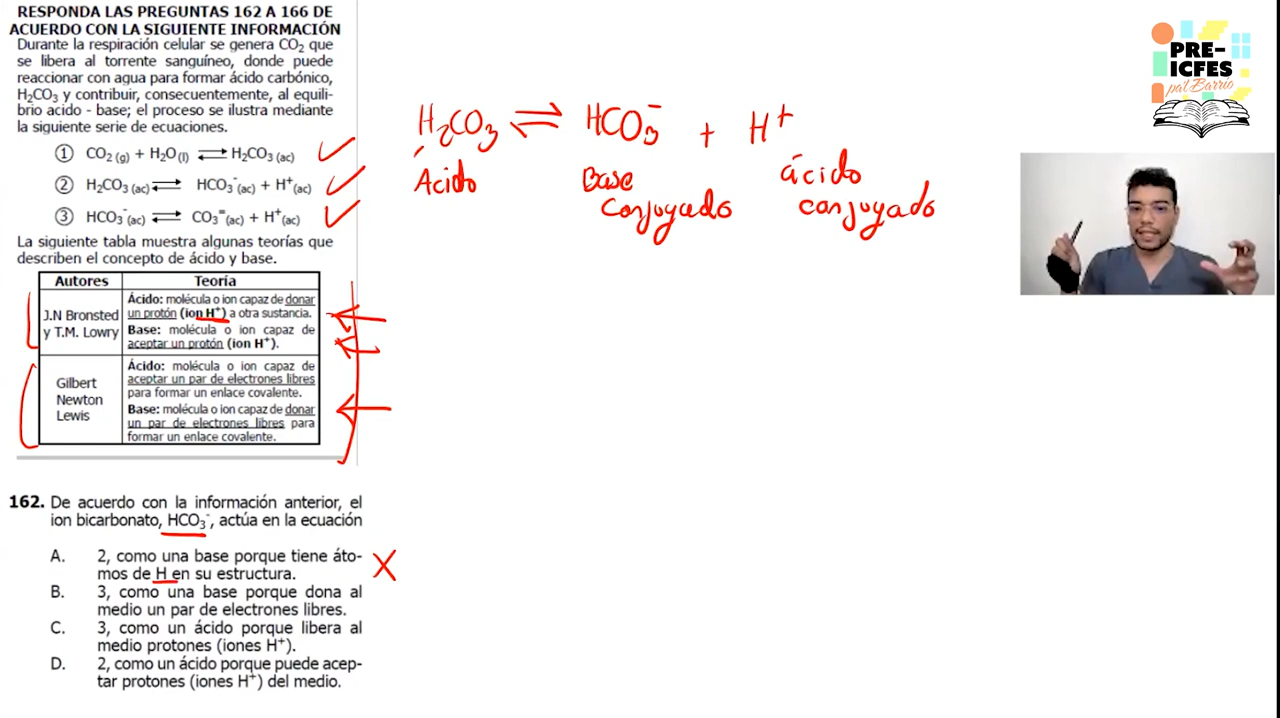 RESPONDA LAS PREGUNTAS 162 A 166 DE
ACUERDO CON LA SIGUIENTE INFORMACIÓN
Durante la respiración celular se genera CO₂ que
se libera al torrente sanguíneo, donde puede
reaccionar con agua para formar ácido carbónico,
H₂CO₃ y contribuir, consecuentemente, al equili-
brio acido - base; el proceso se ilustra mediante
la siguiente serie de ecuaciones.
① CO₂ (g) + H₂O(l) ⇌ H₂CO₃ (ac)
② H₂CO₃ (ac) ⇌ HCO₃⁻(ac) + H⁺(ac)
③ HCO₃⁻(ac) ⇌ CO₃⁼(ac) + H⁺(ac)
La siguiente tabla muestra algunas teorías que
describen el concepto de ácido y base.
Autores Teoría
J.N Bronsted
y T.M. Lowry
Ácido: molécula o ion capaz de donar
un protón (ion H⁺) a otra sustancia.
Base: molécula o ion capaz de
aceptar un protón (ion H⁺).
Gilbert
Newton
Lewis
Ácido: molécula o ion capaz de
aceptar un par de electrones libres
para formar un enlace covalente.
Base: molécula o ion capaz de donar
un par de electrones libres para
formar un enlace covalente.
162. De acuerdo con la información anterior, el
ion bicarbonato, HCO₃⁻, actúa en la ecuación
A. 2, como una base porque tiene áto-
mos de H en su estructura.
X
B. 3, como una base porque dona al
medio un par de electrones libres.
C. 3, como un ácido porque libera al
medio protones (iones H⁺).
D. 2, como un ácido porque puede acep-
tar protones (iones H⁺) del medio.
H₂CO₃ ⇌ HCO₃⁻ + H⁺
Ácido Base ácido
conjoyado conjoyado
PRE-
ICFES
pa'l Barrio